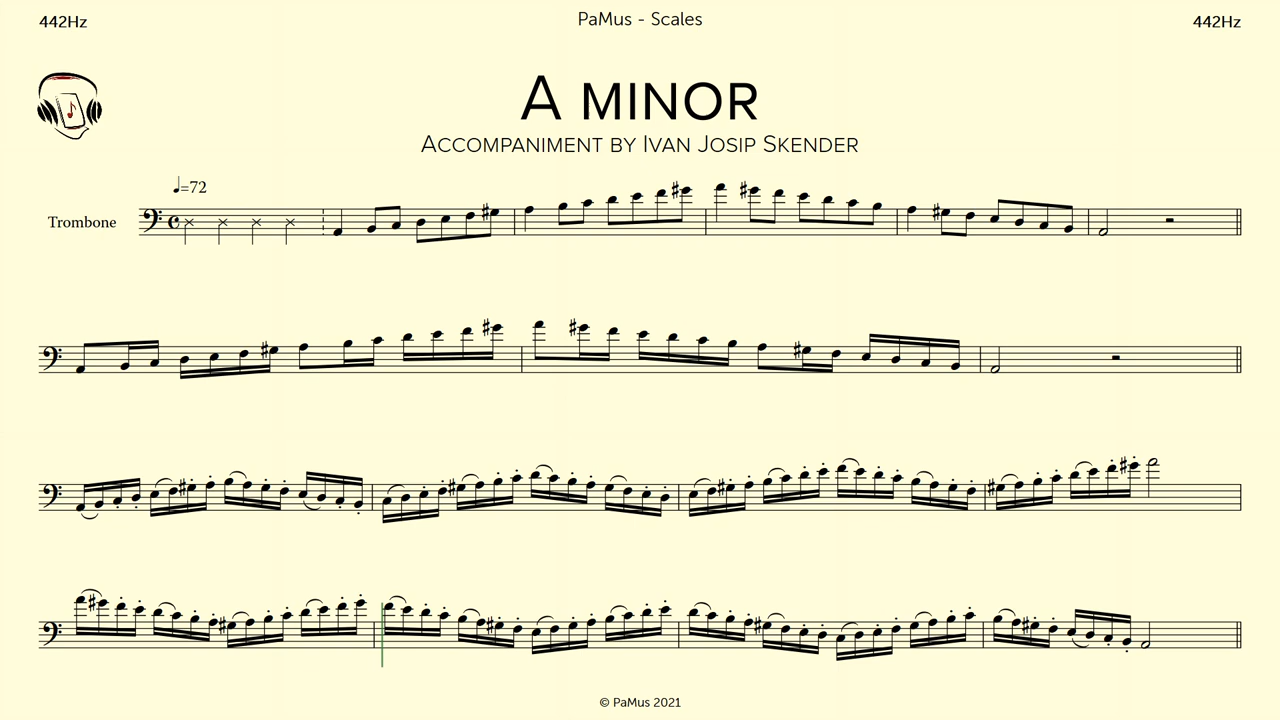 442Hz
PaMus - Scales
442Hz
A minor
Accompaniment by Ivan Josip Skender
♩=72
Trombone
© PaMus 2021